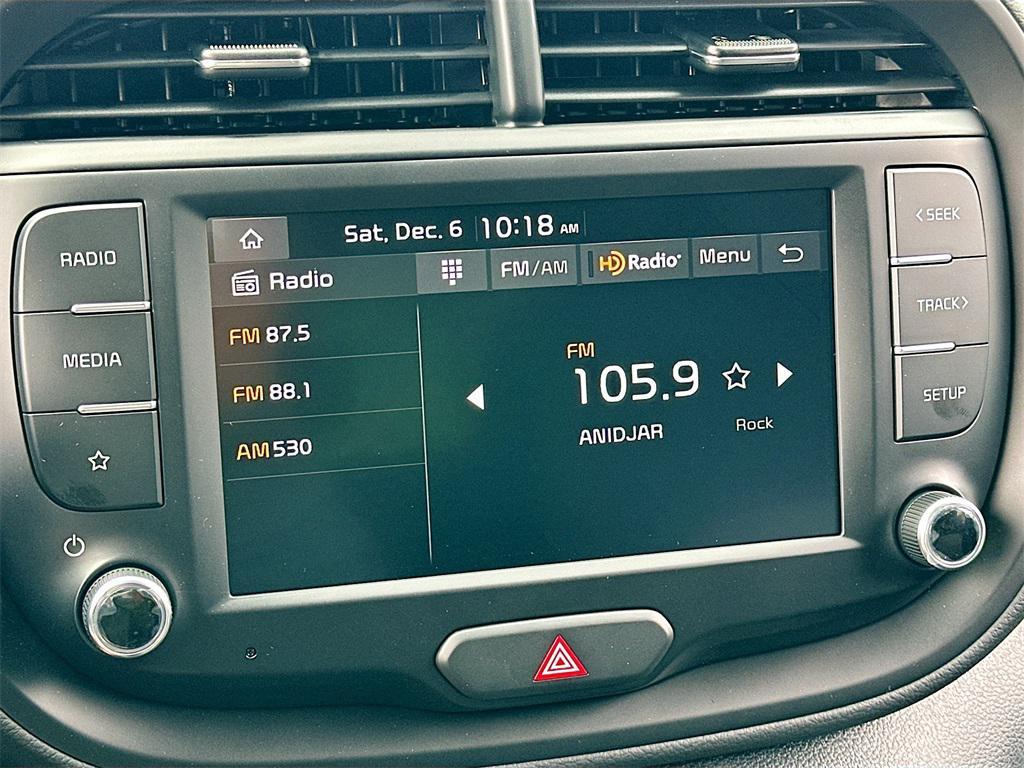 Sat, Dec. 6 10:18 AM
Radio
FM/AM
HD Radio
Menu
FM 87.5
FM 88.1
AM 530
FM
105.9
ANIDJAR
Rock
RADIO
MEDIA
< SEEK
TRACK >
SETUP